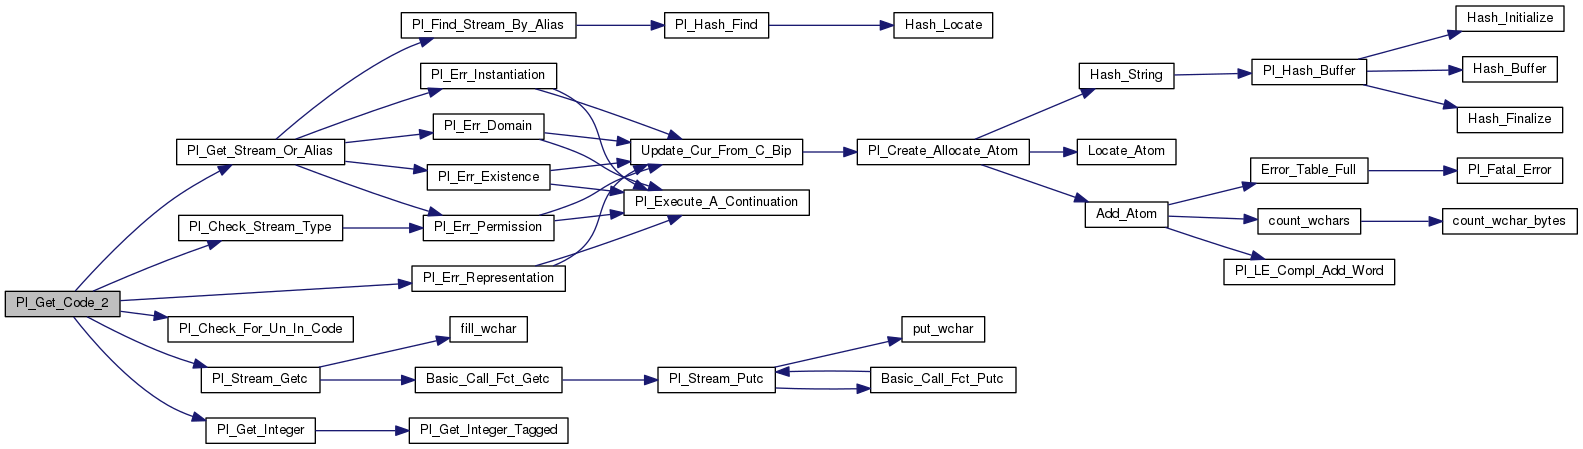 Pl_Find_Stream_By_Alias
Pl_Hash_Find
Hash_Locate
Hash_Initialize
Pl_Err_Instantiation
Hash_String
Pl_Hash_Buffer
Hash_Buffer
Hash_Finalize
Pl_Err_Domain
Pl_Get_Stream_Or_Alias
Update_Cur_From_C_Bip
Pl_Create_Allocate_Atom
Locate_Atom
Pl_Err_Existence
Error_Table_Full
Pl_Fatal_Error
Pl_Execute_A_Continuation
Pl_Check_Stream_Type
Pl_Err_Permission
Add_Atom
count_wchars
count_wchar_bytes
Pl_Err_Representation
Pl_LE_Compl_Add_Word
Pl_Get_Code_2
Pl_Check_For_Un_In_Code
fill_wchar
put_wchar
Pl_Stream_Getc
Basic_Call_Fct_Getc
Pl_Stream_Putc
Basic_Call_Fct_Putc
Pl_Get_Integer
Pl_Get_Integer_Tagged